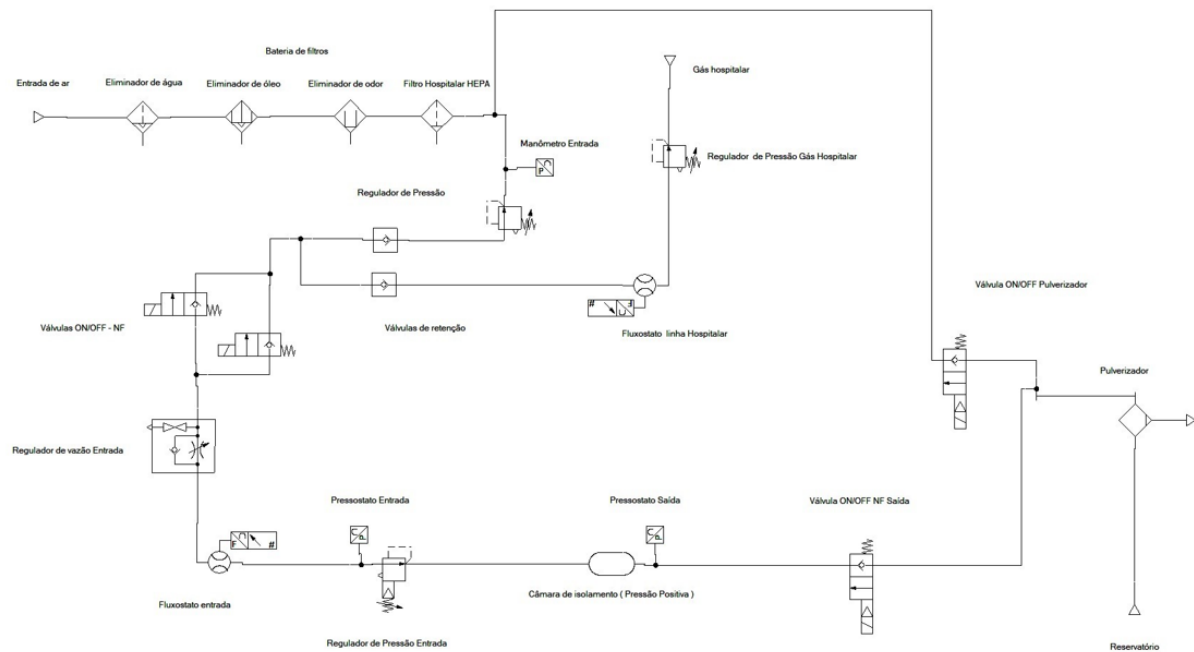 Bateria de filtros
Entrada de ar
Eliminador de água
Eliminador de óleo
Eliminador de odor
Filtro Hospitalar HEPA
Gás hospitalar
Manômetro Entrada
P
Regulador de Pressão Gás Hospitalar
Regulador de Pressão
Válvulas ON/OFF - NF
Válvulas de retenção
#
F
Fluxostato linha Hospitalar
Válvula ON/OFF Pulverizador
Pulverizador
Regulador de vazão Entrada
Pressostato Entrada
Pressostato Saída
Válvula ON/OFF NF Saída
F
#
P
P
Fluxostato entrada
Câmara de isolamento ( Pressão Positiva )
Regulador de Pressão Entrada
Reservatório